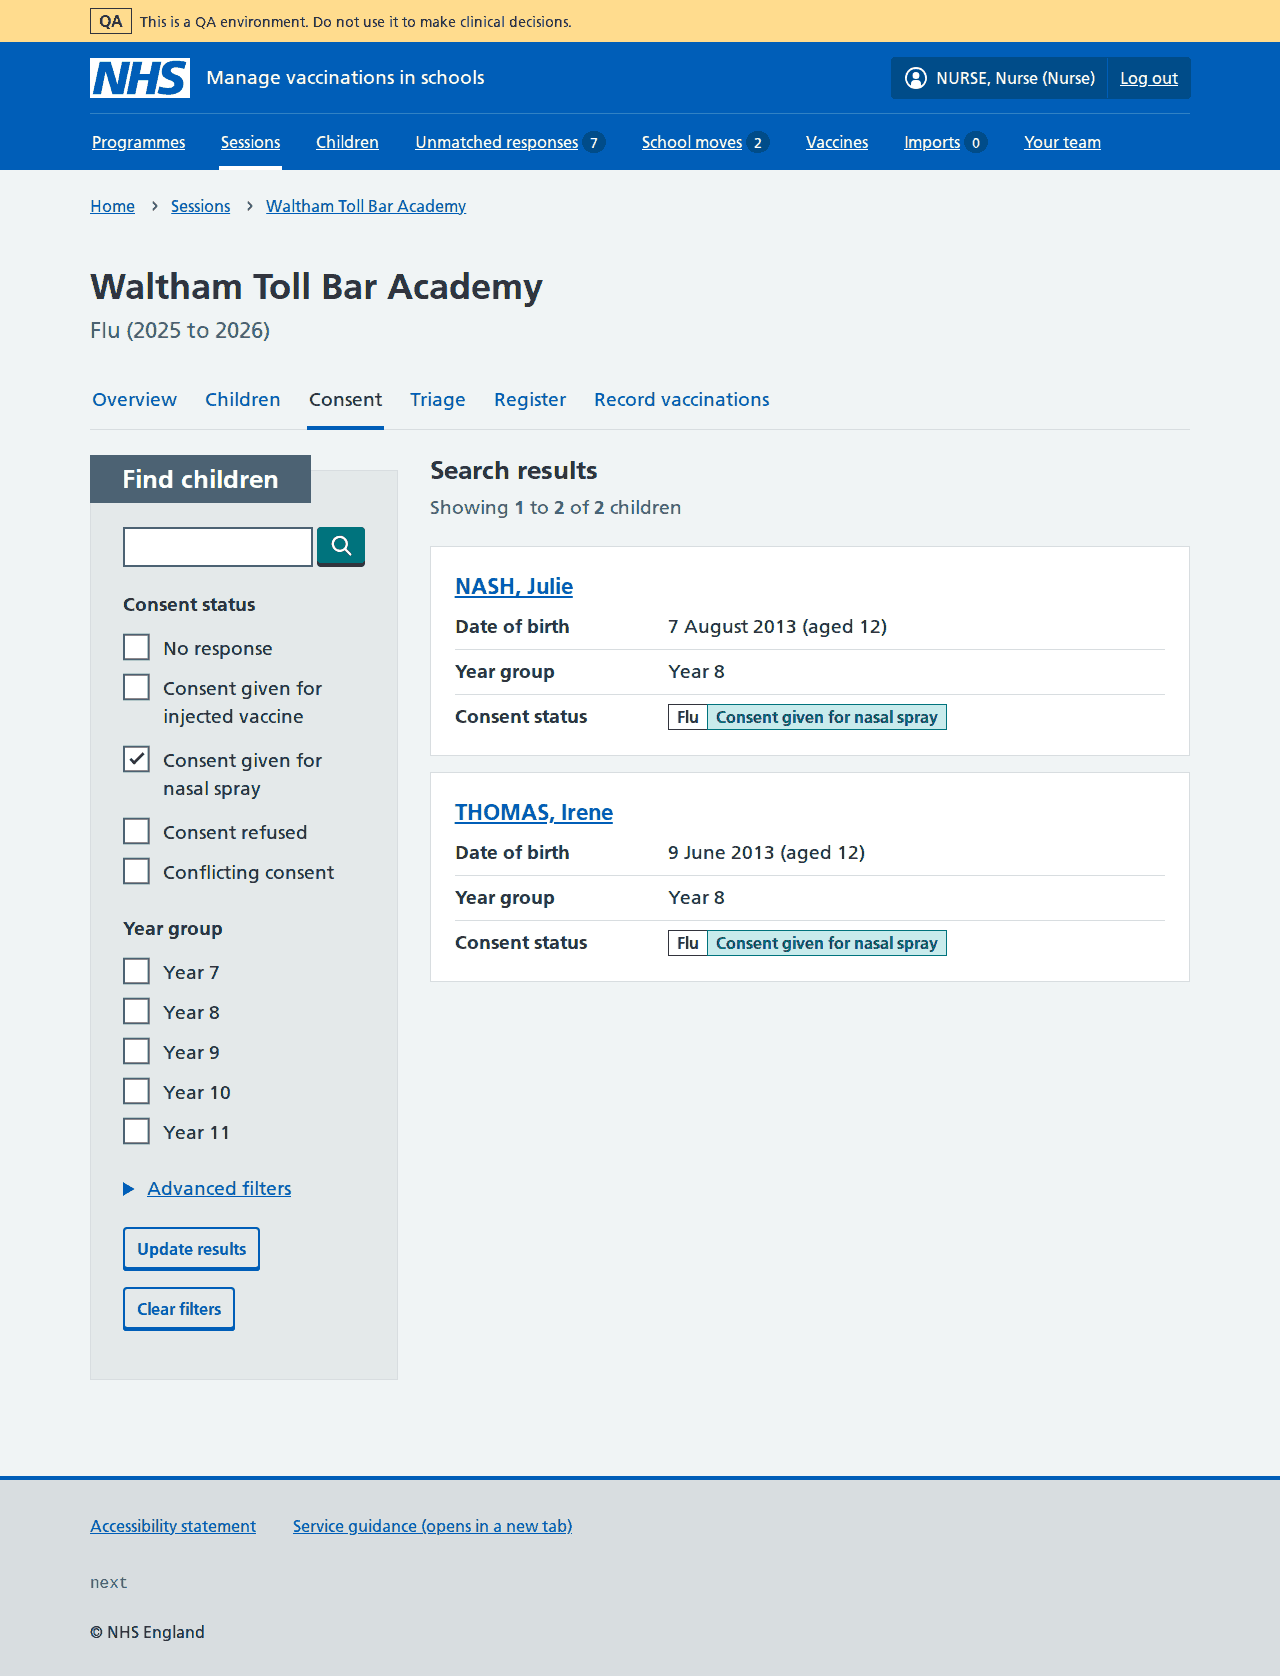 QA This is a QA environment. Do not use it to make clinical decisions.
NHS Manage vaccinations in schools NURSE, Nurse (Nurse) Log out
Programmes Sessions Children Unmatched responses 7 School moves 2 Vaccines Imports 0 Your team
Home Sessions Waltham Toll Bar Academy
Waltham Toll Bar Academy
Flu (2025 to 2026)
Overview Children Consent Triage Register Record vaccinations
Find children
Consent status
No response
Consent given for
injected vaccine
Consent given for
nasal spray
Consent refused
Conflicting consent
Year group
Year 7
Year 8
Year 9
Year 10
Year 11
Advanced filters
Update results
Clear filters
Search results
Showing 1 to 2 of 2 children
NASH, Julie
Date of birth 7 August 2013 (aged 12)
Year group Year 8
Consent status Flu Consent given for nasal spray
THOMAS, Irene
Date of birth 9 June 2013 (aged 12)
Year group Year 8
Consent status Flu Consent given for nasal spray
Accessibility statement Service guidance (opens in a new tab)
next
© NHS England